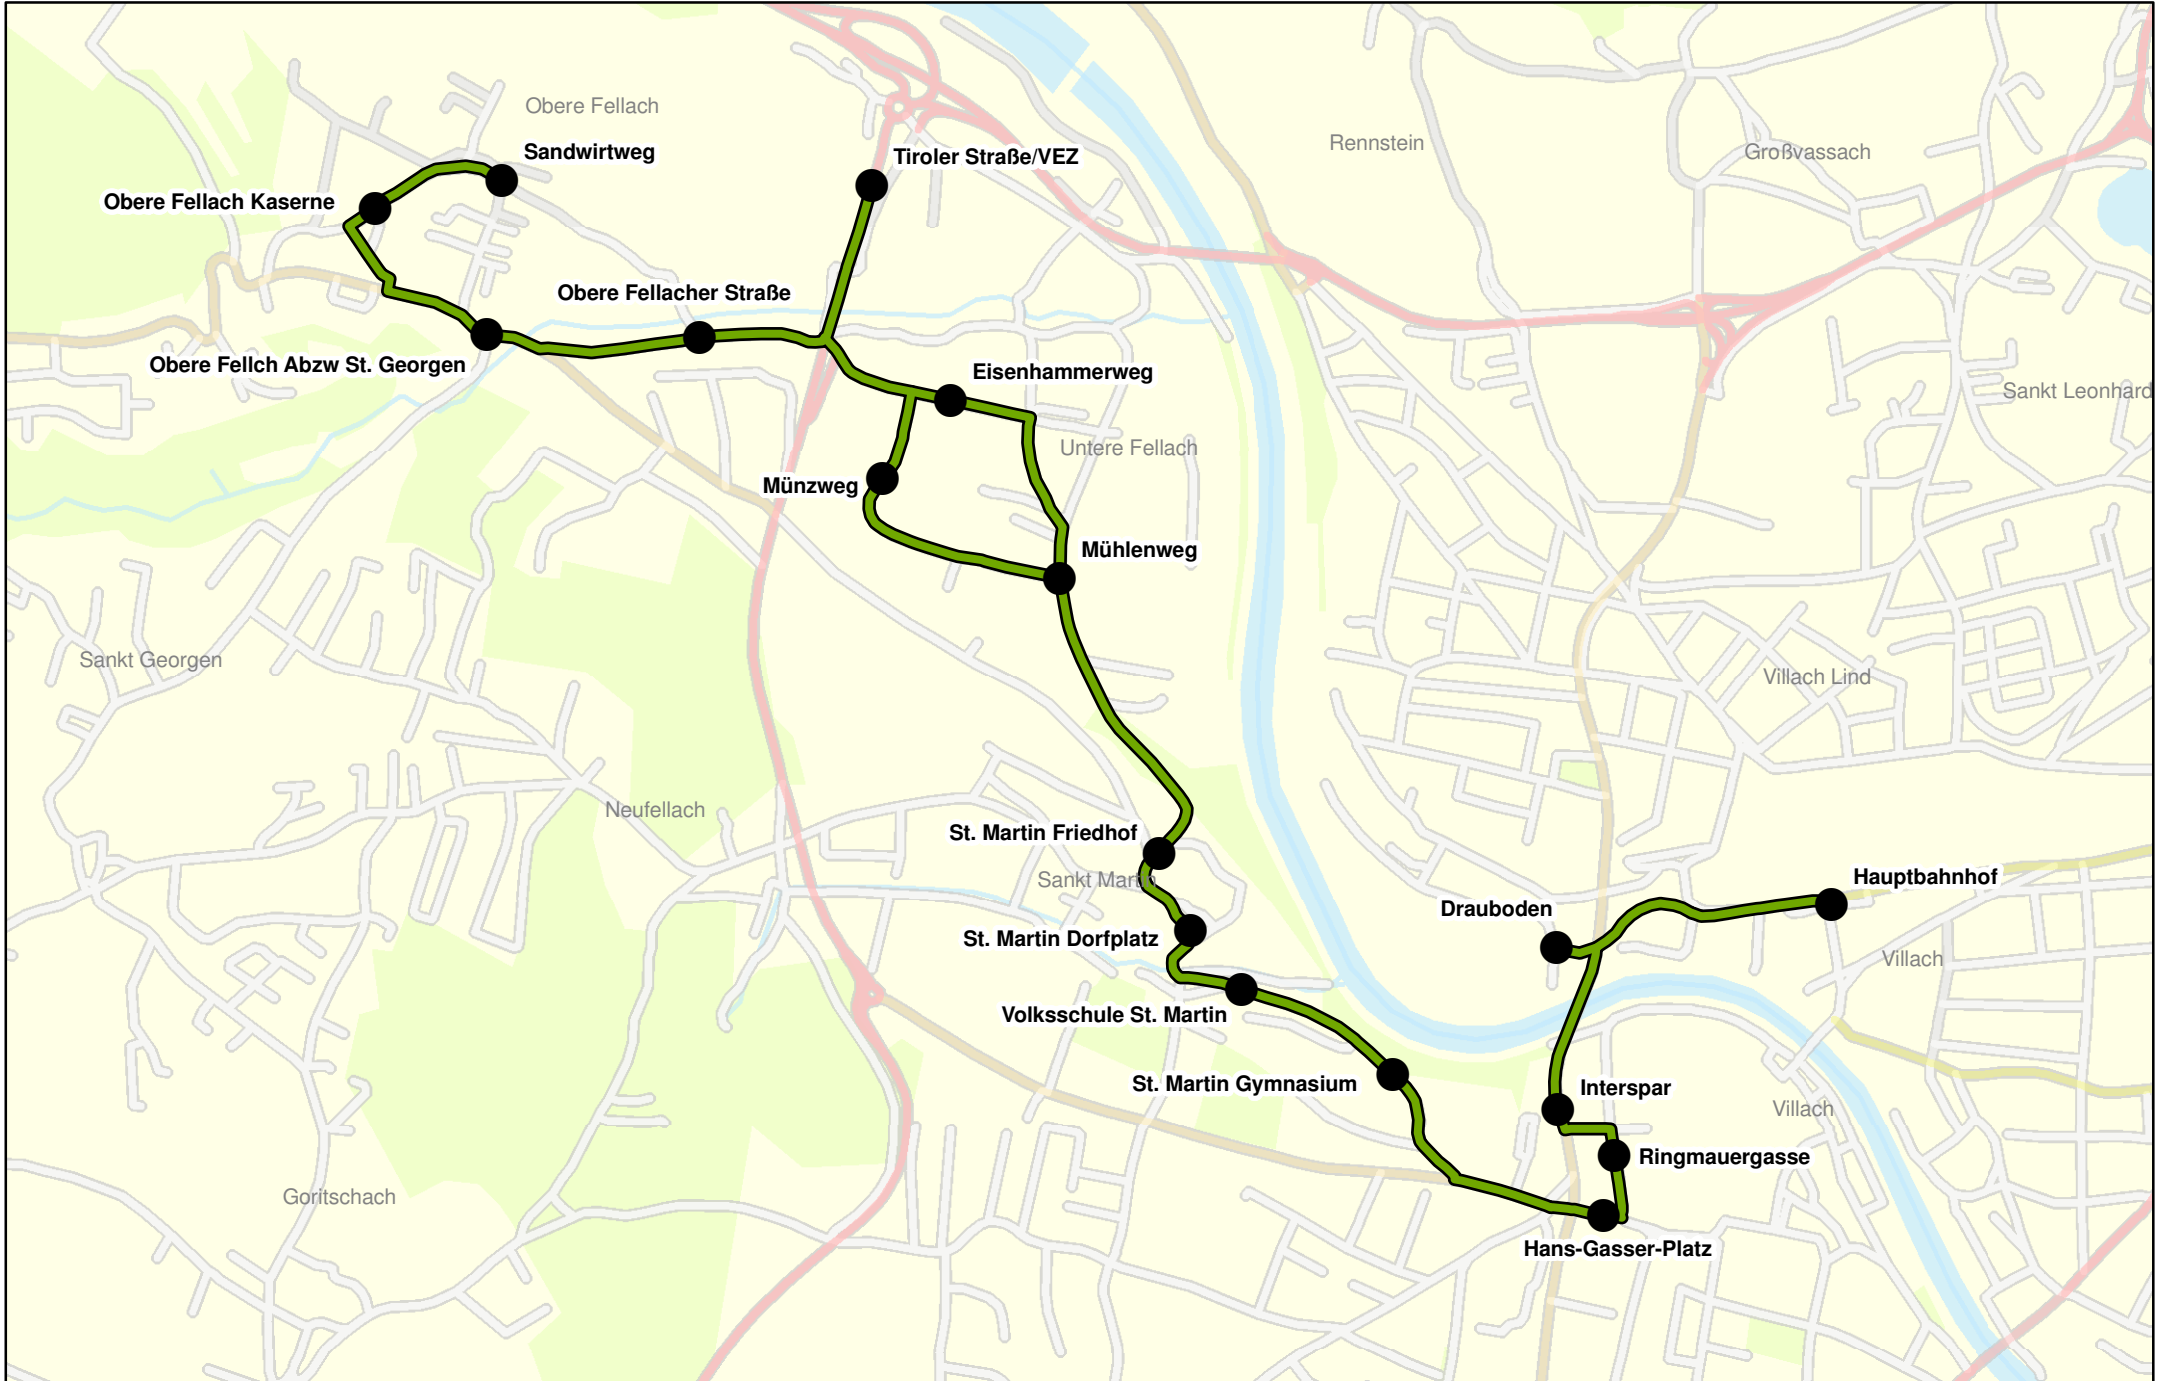 Obere Fellach
Rennstein
Großvassach
Sandwirtweg
Tiroler Straße/VEZ
Obere Fellach Kaserne
Obere Fellacher Straße
Obere Fellch Abzw St. Georgen
Eisenhammerweg
Sankt Leonhard
Untere Fellach
Münzweg
Mühlenweg
Sankt Georgen
Villach Lind
Neufellach
St. Martin Friedhof
Sankt Martin
Hauptbahnhof
Drauboden
St. Martin Dorfplatz
Villach
Volksschule St. Martin
St. Martin Gymnasium
Interspar
Villach
Ringmauergasse
Goritschach
Hans-Gasser-Platz